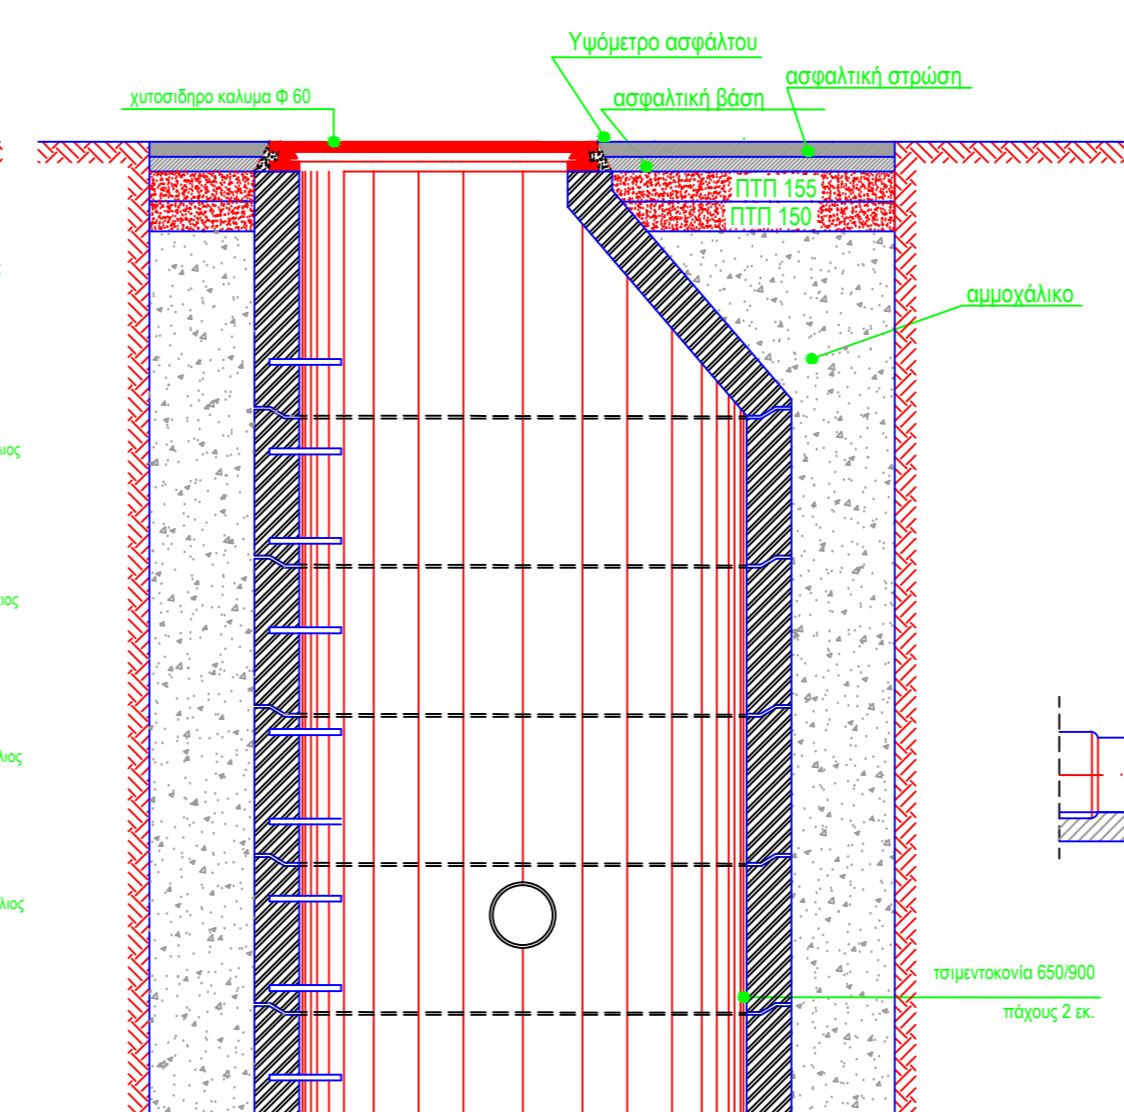 Υψόμετρο ασφάλτου
ασφαλτική στρώση
χυτοσιδηρο καλυμα Φ 60
ασφαλτική βάση
ΠΤΠ 155
ΠΤΠ 150
αμμοχάλικο
τσιμεντοκονία 650/900
πάχους 2 εκ.